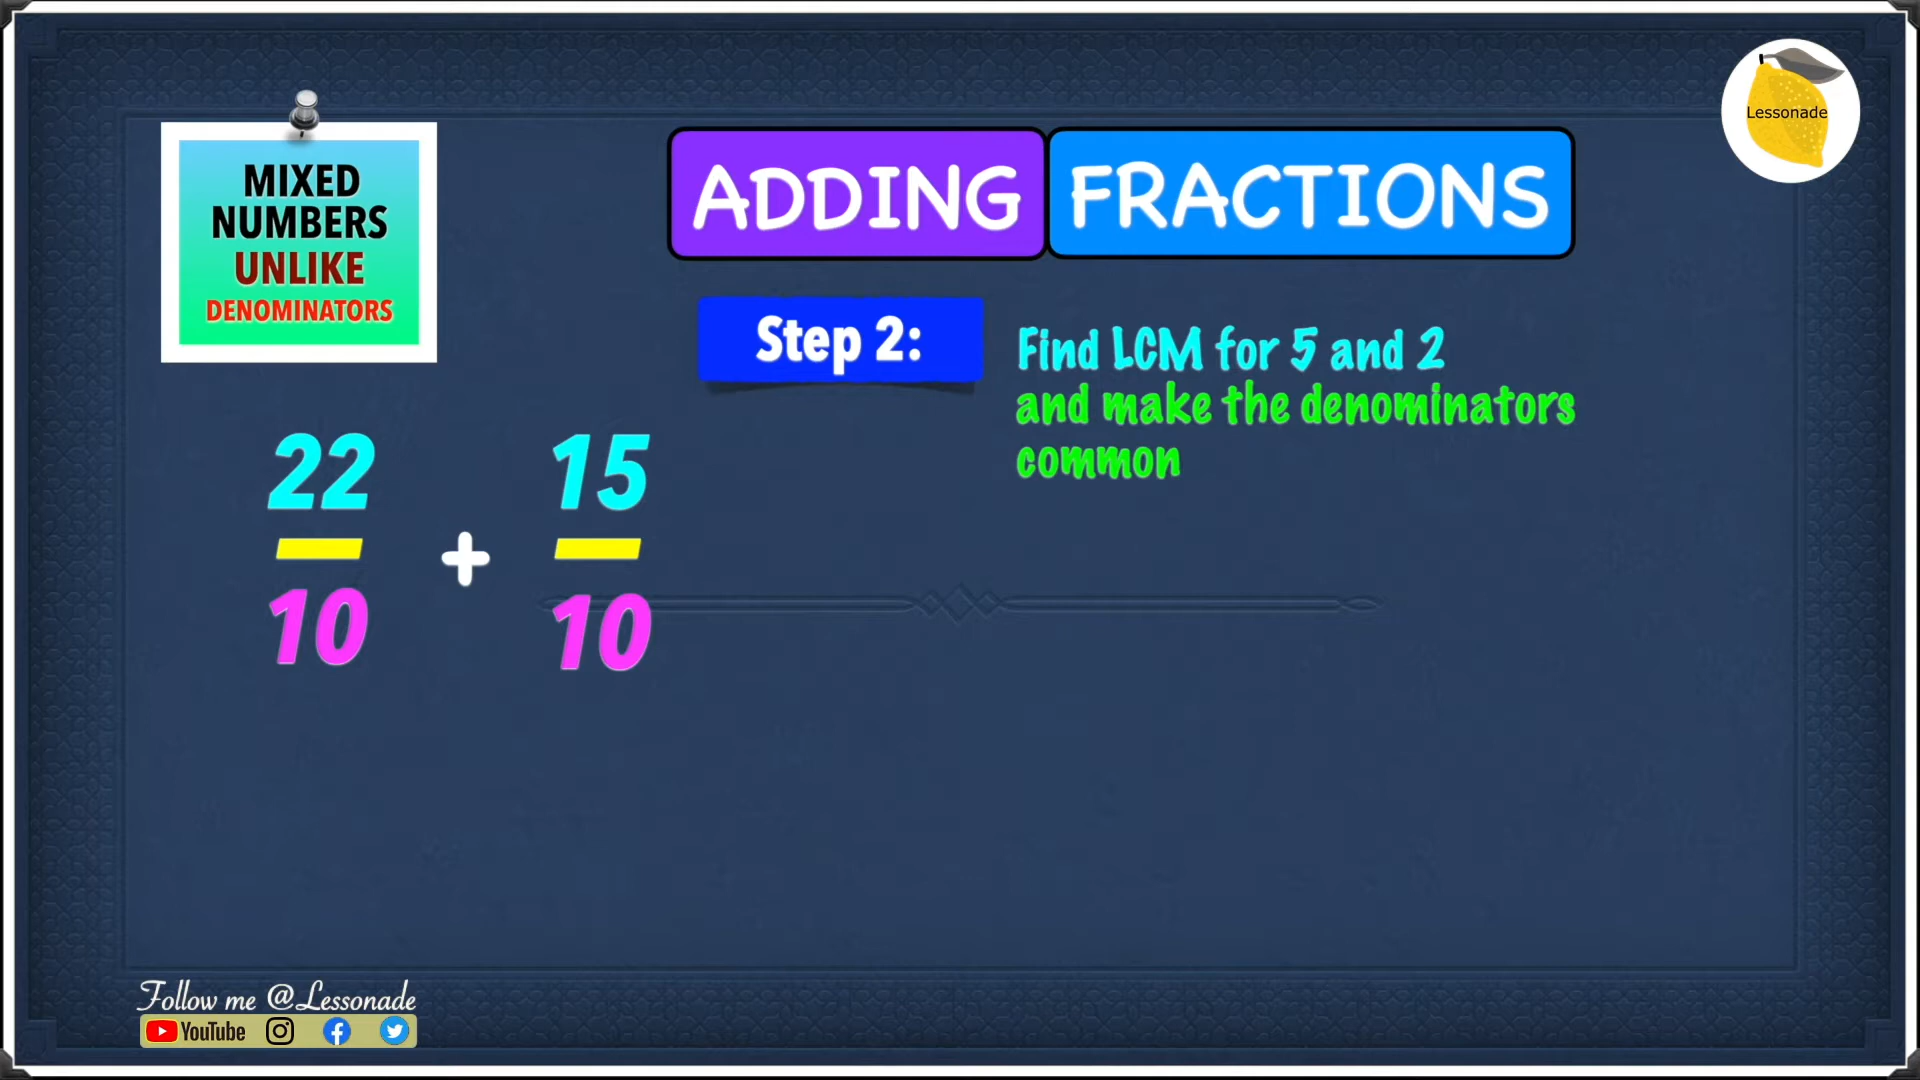 Lessonade
MIXED
NUMBERS
UNLIKE
DENOMINATORS
ADDING FRACTIONS
Step 2:
Find LCM for 5 and 2
and make the denominators
common
22 15
+
10 10
Follow me @Lessonade
YouTube